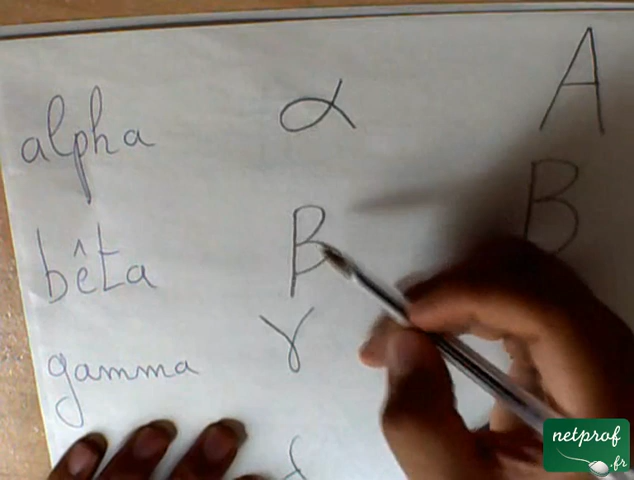 alpha α A
bêta β B
gamma γ
netprof
.fr